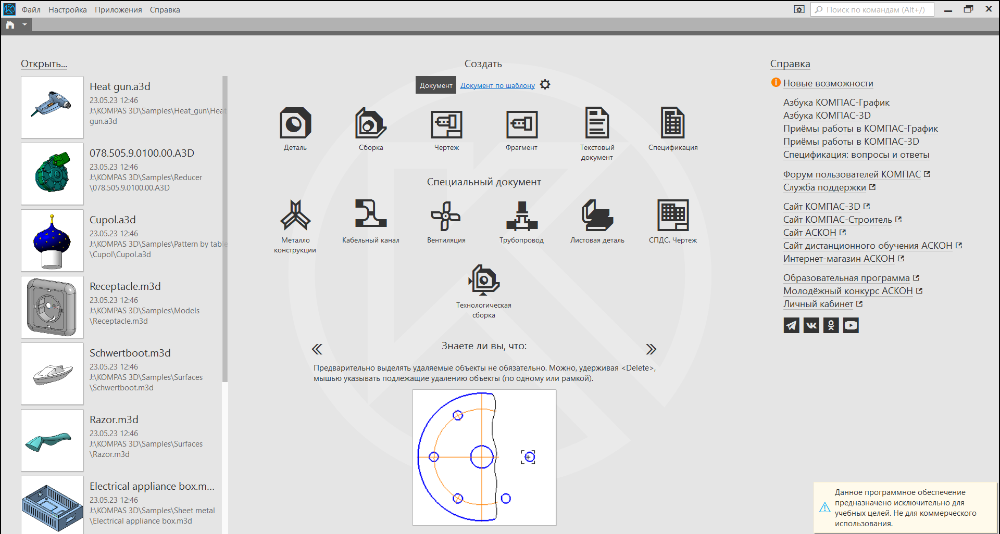 Файл Настройка Приложения Справка
Поиск по командам (Alt+/)
Открыть...
Heat gun.a3d
23.05.23 12:46
J:\KOMPAS 3D\Samples\Heat_gun\Heat
gun.a3d
078.505.9.0100.00.A3D
23.05.23 12:46
J:\KOMPAS 3D\Samples\Reducer
\078.505.9.0100.00.A3D
Cupol.a3d
23.05.23 12:46
J:\KOMPAS 3D\Samples\Pattern by table
\Cupol\Cupol.a3d
Receptacle.m3d
23.05.23 12:46
J:\KOMPAS 3D\Samples\Models
\Receptacle.m3d
Schwertboot.m3d
23.05.23 12:46
J:\KOMPAS 3D\Samples\Surfaces
\Schwertboot.m3d
Razor.m3d
23.05.23 12:46
J:\KOMPAS 3D\Samples\Surfaces
\Razor.m3d
Electrical appliance box.m...
23.05.23 12:46
J:\KOMPAS 3D\Samples\Sheet metal
\Electrical appliance box.m3d
Создать
Документ Документ по шаблону
Деталь
Сборка
Чертеж
Фрагмент
Текстовый
документ
Спецификация
Специальный документ
Металло
конструкции
Кабельный канал
Вентиляция
Трубопровод
Листовая деталь
СПДС. Чертеж
Технологическая
сборка
Знаете ли вы, что:
Предварительно выделять удаляемые объекты не обязательно. Можно, удерживая <Delete>,
мышью указывать подлежащие удалению объекты (по одному или рамкой).
Справка
Новые возможности
Азбука КОМПАС-График
Азбука КОМПАС-3D
Приёмы работы в КОМПАС-График
Приёмы работы в КОМПАС-3D
Спецификация: вопросы и ответы
Форум пользователей КОМПАС
Служба поддержки
Сайт КОМПАС-3D
Сайт КОМПАС-Строитель
Сайт АСКОН
Сайт дистанционного обучения АСКОН
Интернет-магазин АСКОН
Образовательная программа
Молодёжный конкурс АСКОН
Личный кабинет
Данное программное обеспечение
предназначено исключительно для
учебных целей. Не для коммерческого
использования.